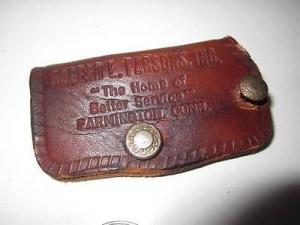 PARSONS, INC.
"The Home of
Better Service"
FARMINGTON, CONN.